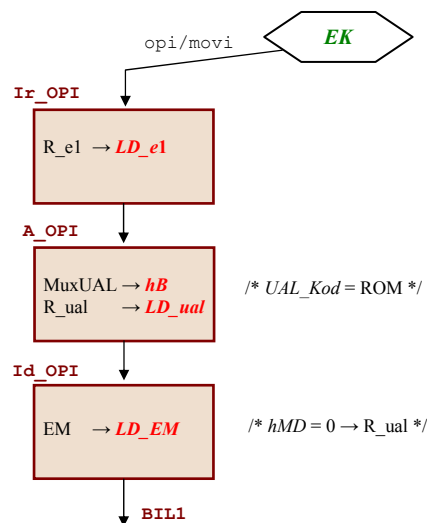 EK
opi/movi
Ir_OPI
R_e1 → LD_e1
A_OPI
MuxUAL → hB
R_ual → LD_ual
/* UAL_Kod = ROM */
Id_OPI
EM → LD_EM
/* hMD = 0 → R_ual */
BIL1